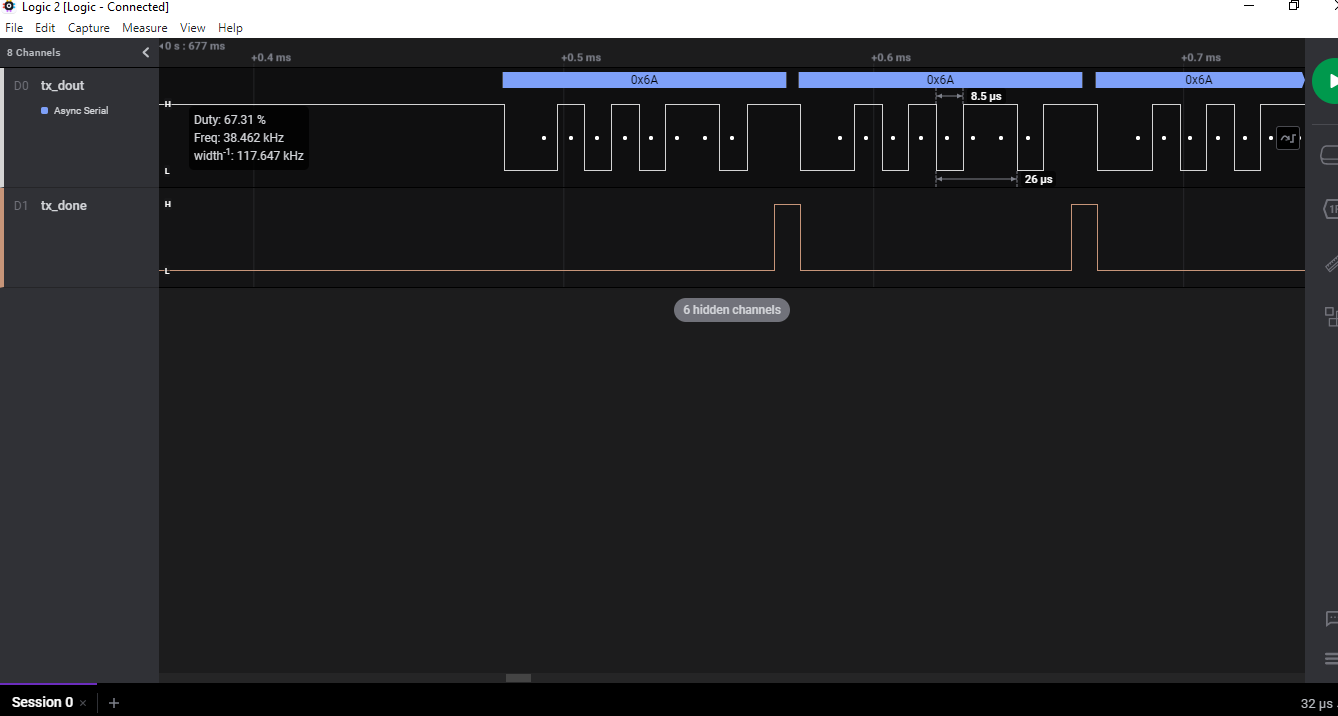 Logic 2 [Logic - Connected]
File Edit Capture Measure View Help
8 Channels
0 s : 677 ms
+0.4 ms +0.5 ms +0.6 ms +0.7 ms
D0 tx_dout
Async Serial
0x6A 0x6A 0x6A
H
8.5 µs
Duty: 67.31 %
Freq: 38.462 kHz
width⁻¹: 117.647 kHz
L
26 µs
D1 tx_done
H
L
6 hidden channels
Session 0
32 µs